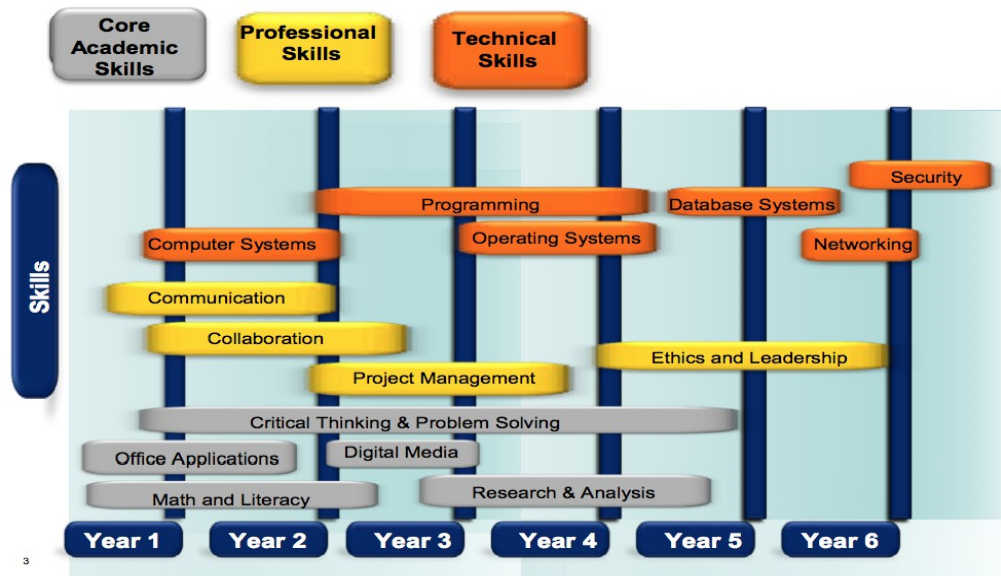 Core
Academic
Skills
Professional
Skills
Technical
Skills
Skills
Security
Programming
Database Systems
Computer Systems
Operating Systems
Networking
Communication
Collaboration
Ethics and Leadership
Project Management
Critical Thinking & Problem Solving
Office Applications
Digital Media
Math and Literacy
Research & Analysis
Year 1
Year 2
Year 3
Year 4
Year 5
Year 6
3